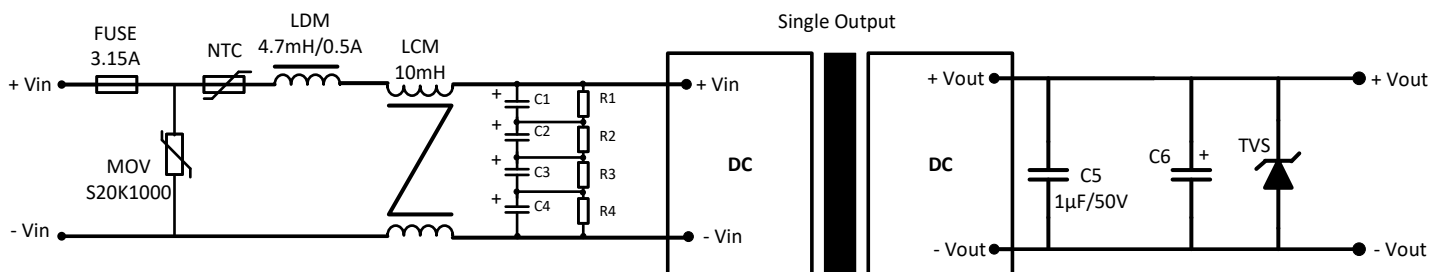 Single Output
FUSE
3.15A
NTC
LDM
4.7mH/0.5A
LCM
10mH
+ Vin
- Vin
MOV
S20K1000
+ C1
R1
+ C2
R2
+ C3
R3
+ C4
R4
+ Vin
- Vin
DC
DC
+ Vout
- Vout
C5
1µF/50V
C6 +
TVS
+ Vout
- Vout